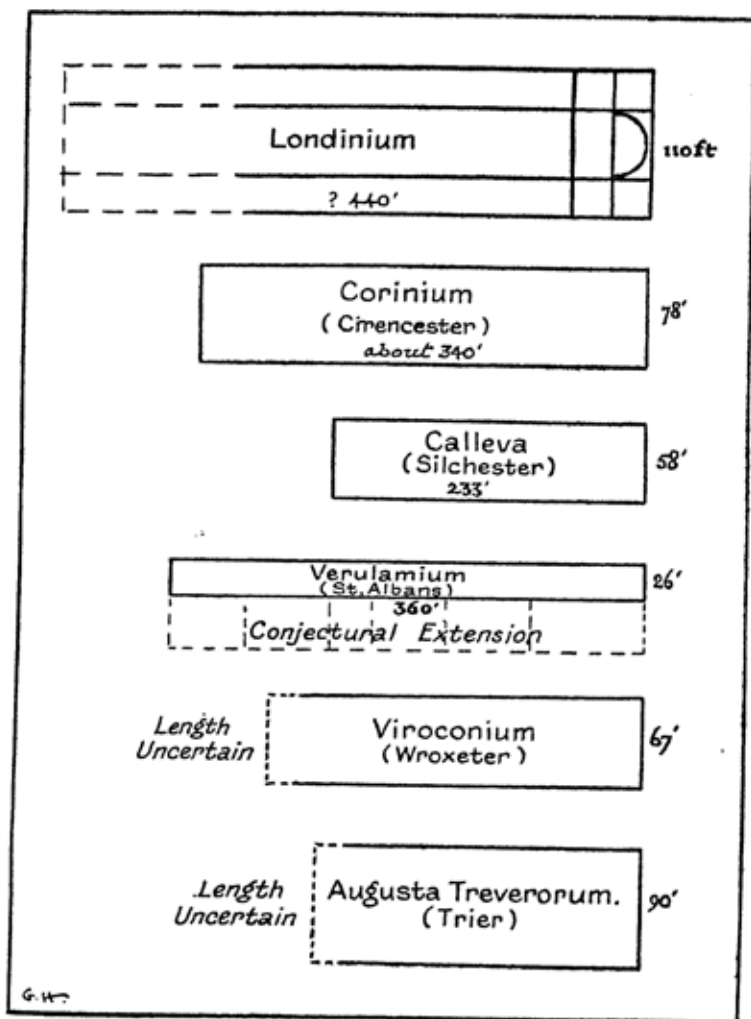 Londinium
110ft
? 440'
Corinium
(Cirencester)
about 340'
78'
Calleva
(Silchester)
233'
58'
Verulamium
(St. Albans)
26'
360'
Conjectural Extension
Length
Uncertain
Viroconium
(Wroxeter)
67'
Length
Uncertain
Augusta Treverorum.
(Trier)
90'
G.H.